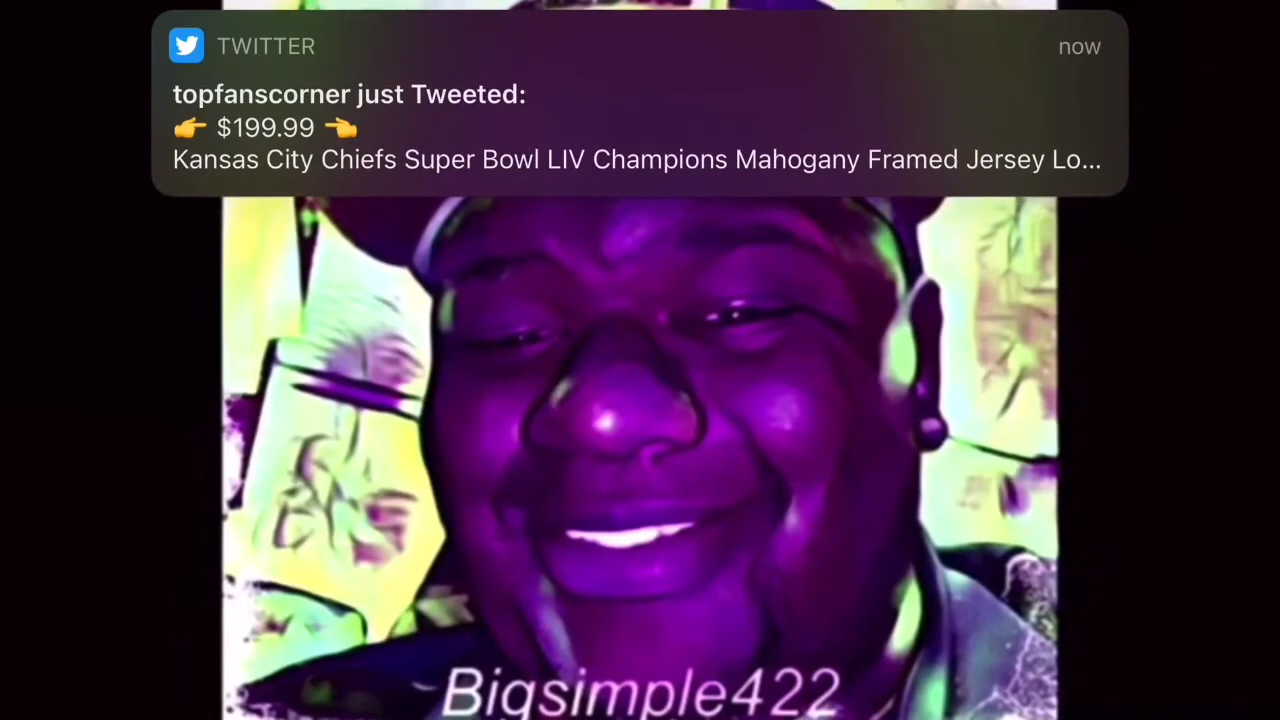 TWITTER
now
topfanscorner just Tweeted:
👉 $199.99 👈
Kansas City Chiefs Super Bowl LIV Champions Mahogany Framed Jersey Lo...
Bigsimple422